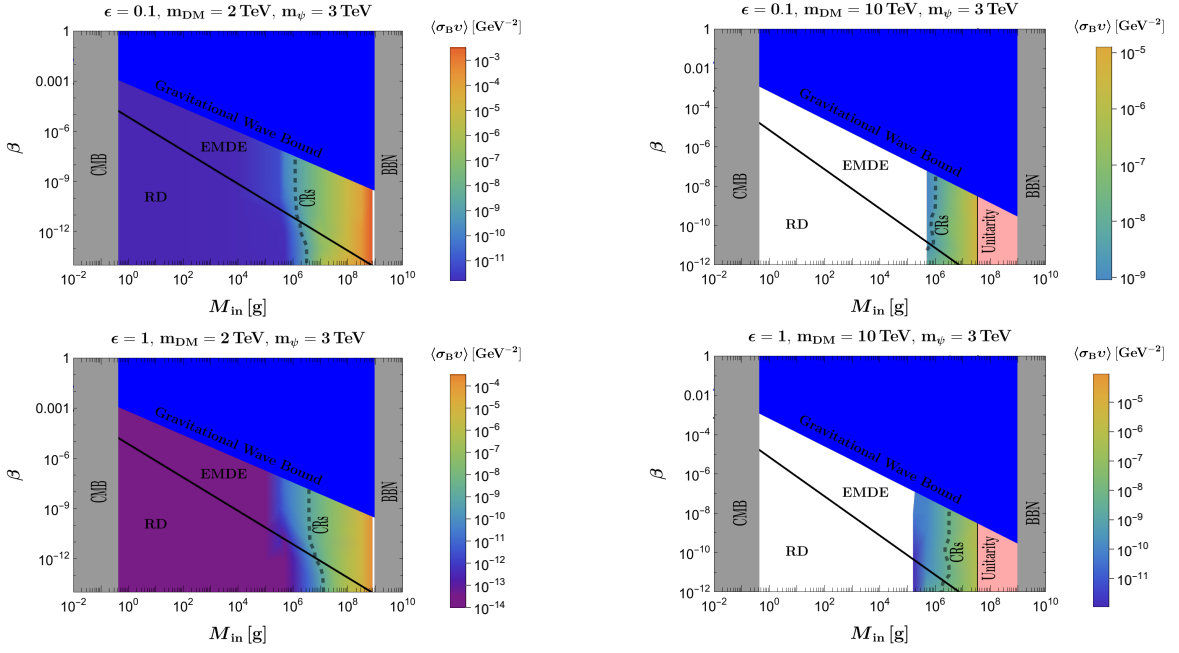 ϵ = 0.1, m_DM = 2 TeV, m_ψ = 3 TeV
⟨σ_B v⟩ [GeV⁻²]
1
0.001
10⁻⁶
10⁻⁹
10⁻¹²
β
CMB
Gravitational Wave Bound
EMDE
RD
CRs
BBN
10⁻²
10⁰
10²
10⁴
10⁶
10⁸
10¹⁰
M_in [g]
10⁻³
10⁻⁴
10⁻⁵
10⁻⁶
10⁻⁷
10⁻⁸
10⁻⁹
10⁻¹⁰
10⁻¹¹
ϵ = 0.1, m_DM = 10 TeV, m_ψ = 3 TeV
⟨σ_B v⟩ [GeV⁻²]
1
0.01
10⁻⁴
10⁻⁶
10⁻⁸
10⁻¹⁰
10⁻¹²
β
CMB
Gravitational Wave Bound
EMDE
RD
CRs
Unitarity
BBN
10⁻²
10⁰
10²
10⁴
10⁶
10⁸
10¹⁰
M_in [g]
10⁻⁵
10⁻⁶
10⁻⁷
10⁻⁸
10⁻⁹
ϵ = 1, m_DM = 2 TeV, m_ψ = 3 TeV
⟨σ_B v⟩ [GeV⁻²]
1
0.001
10⁻⁶
10⁻⁹
10⁻¹²
β
CMB
Gravitational Wave Bound
EMDE
RD
CRs
BBN
10⁻²
10⁰
10²
10⁴
10⁶
10⁸
10¹⁰
M_in [g]
10⁻⁴
10⁻⁵
10⁻⁶
10⁻⁷
10⁻⁸
10⁻⁹
10⁻¹⁰
10⁻¹¹
10⁻¹²
10⁻¹³
10⁻¹⁴
ϵ = 1, m_DM = 10 TeV, m_ψ = 3 TeV
⟨σ_B v⟩ [GeV⁻²]
1
0.01
10⁻⁴
10⁻⁶
10⁻⁸
10⁻¹⁰
10⁻¹²
β
CMB
Gravitational Wave Bound
EMDE
RD
CRs
Unitarity
BBN
10⁻²
10⁰
10²
10⁴
10⁶
10⁸
10¹⁰
M_in [g]
10⁻⁵
10⁻⁶
10⁻⁷
10⁻⁸
10⁻⁹
10⁻¹⁰
10⁻¹¹